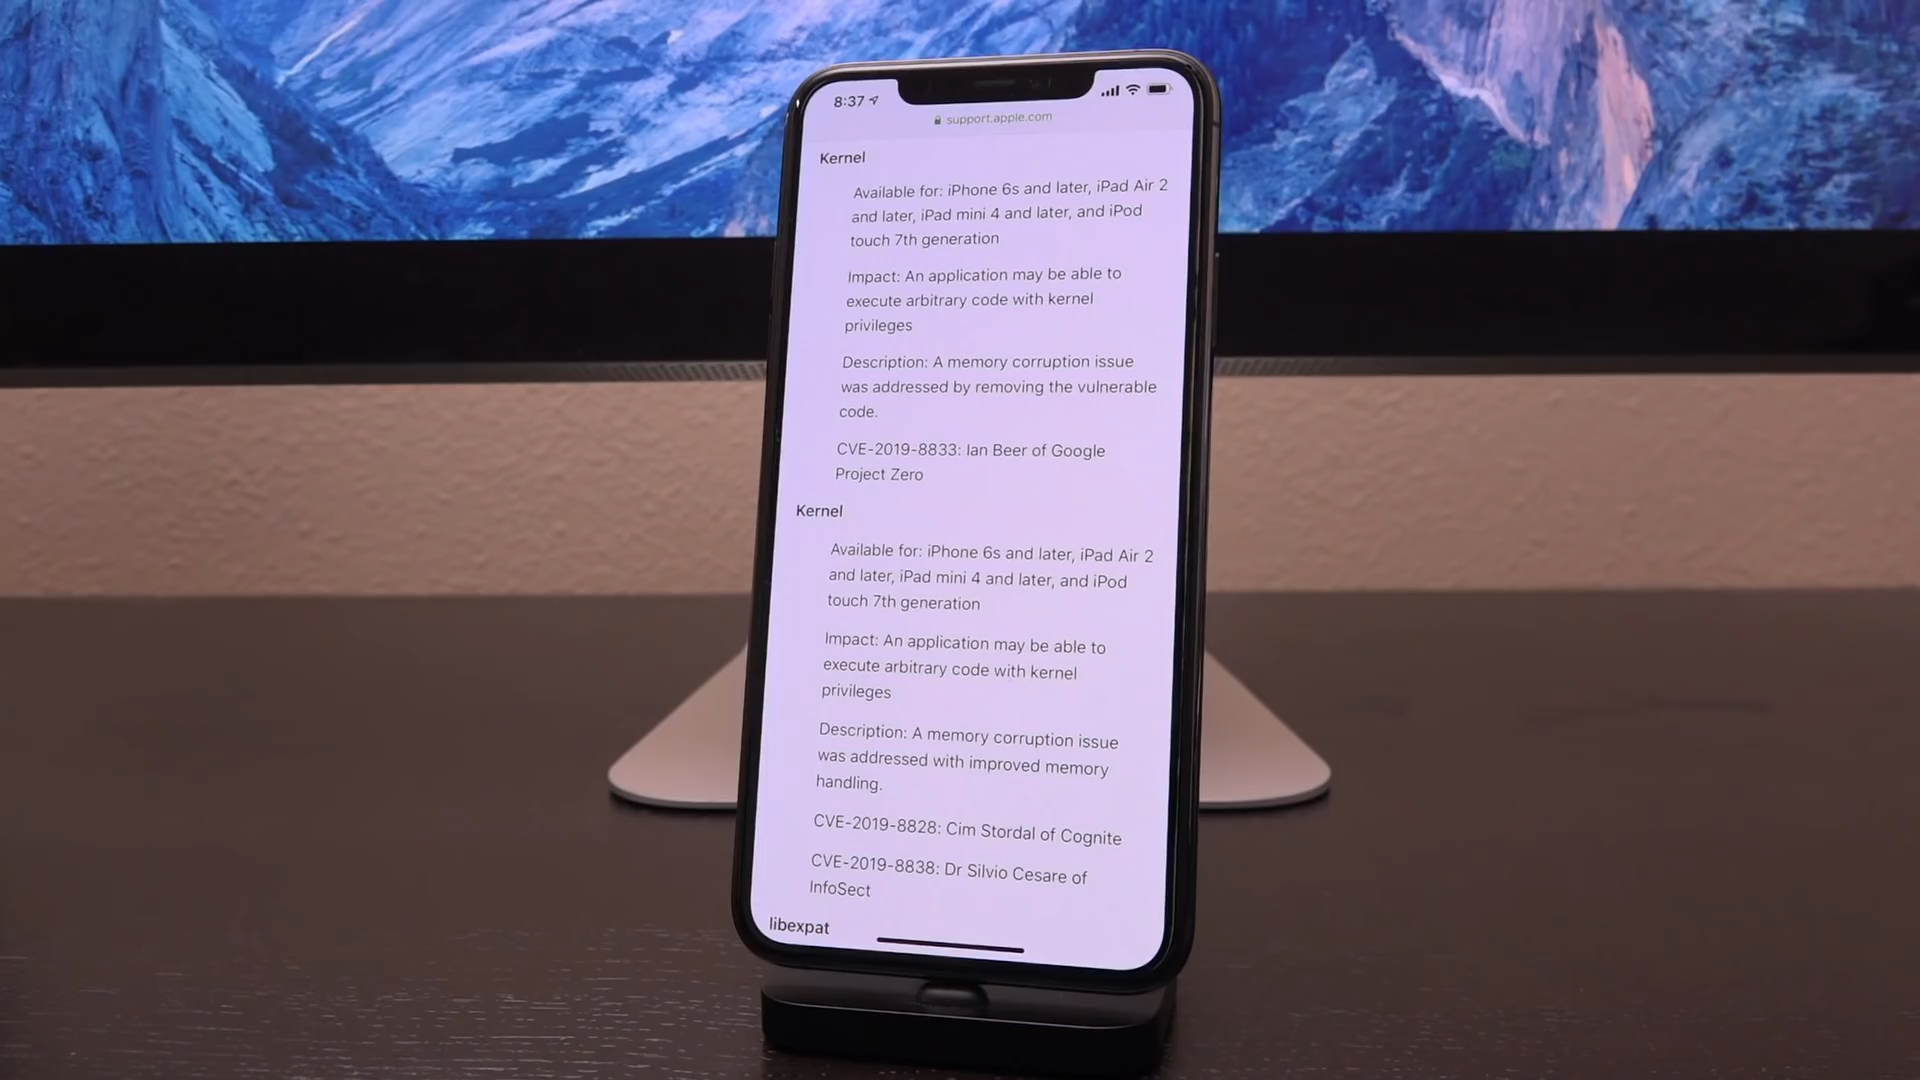 8:37
support.apple.com
Kernel
Available for: iPhone 6s and later, iPad Air 2
and later, iPad mini 4 and later, and iPod
touch 7th generation
Impact: An application may be able to
execute arbitrary code with kernel
privileges
Description: A memory corruption issue
was addressed by removing the vulnerable
code.
CVE-2019-8833: Ian Beer of Google
Project Zero
Kernel
Available for: iPhone 6s and later, iPad Air 2
and later, iPad mini 4 and later, and iPod
touch 7th generation
Impact: An application may be able to
execute arbitrary code with kernel
privileges
Description: A memory corruption issue
was addressed with improved memory
handling.
CVE-2019-8828: Cim Stordal of Cognite
CVE-2019-8838: Dr Silvio Cesare of
InfoSect
libexpat